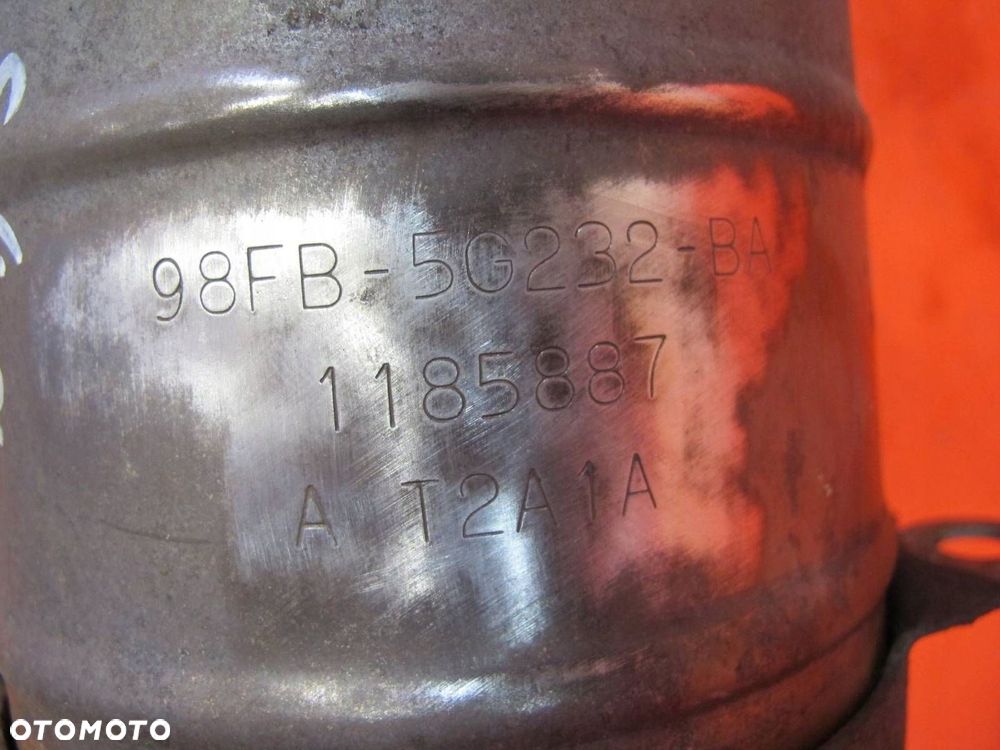 98FB-5G232-BA
1185887
A T2A1A
OTOMOTO